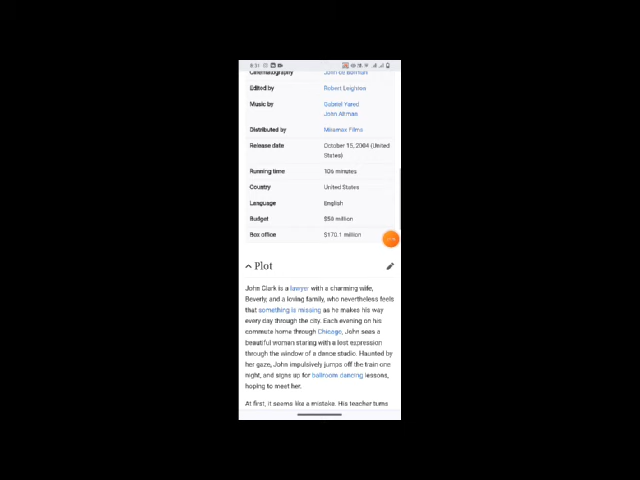 8:31
Cinematography John de Borman
Edited by Robert Leighton
Music by Gabriel Yared
John Altman
Distributed by Miramax Films
Release date October 15, 2004 (United
States)
Running time 106 minutes
Country United States
Language English
Budget $50 million
Box office $170.1 million
Plot
John Clark is a lawyer with a charming wife,
Beverly, and a loving family, who nevertheless feels
that something is missing as he makes his way
every day through the city. Each evening on his
commute home through Chicago, John sees a
beautiful woman staring with a lost expression
through the window of a dance studio. Haunted by
her gaze, John impulsively jumps off the train one
night, and signs up for ballroom dancing lessons,
hoping to meet her.
At first, it seems like a mistake. His teacher turns